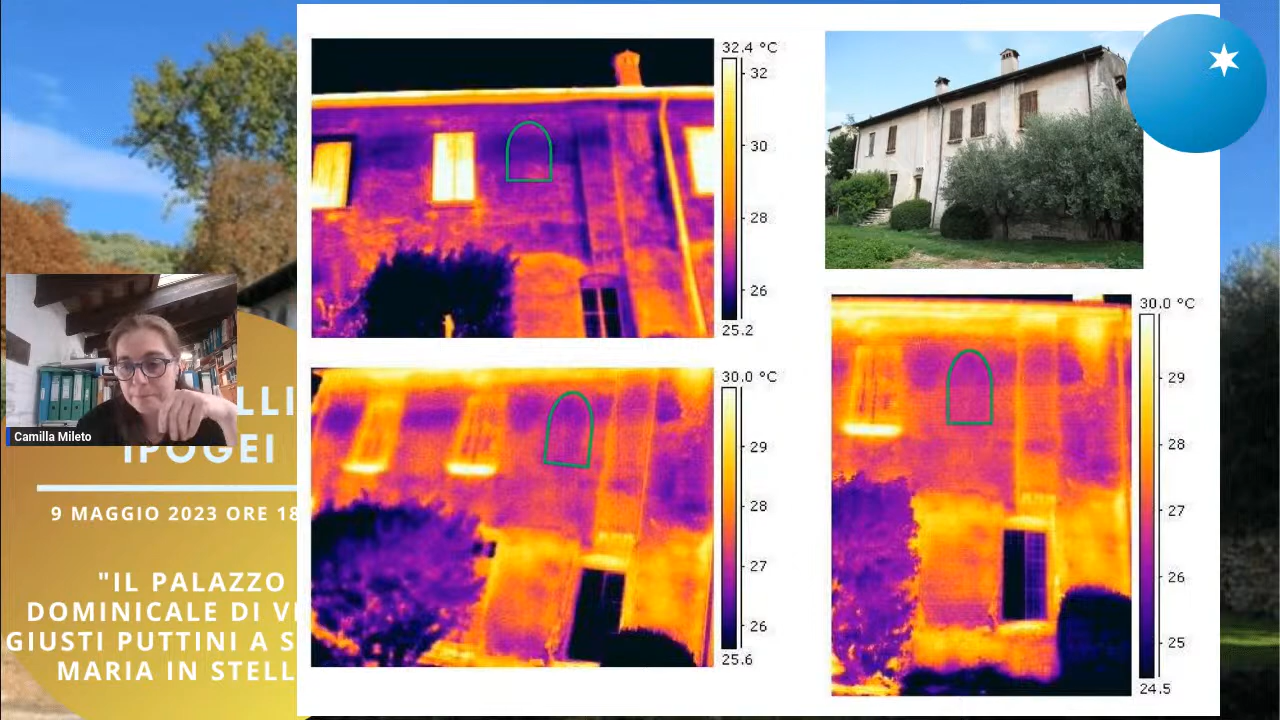 32.4 °C
32
30
28
26
25.2
30.0 °C
29
28
27
26
25.6
30.0 °C
29
28
27
26
25
24.5
Camilla Mileto
LLI
IPOGEI
9 MAGGIO 2023 ORE 18
"IL PALAZZO
DOMINICALE DI VE
GIUSTI PUTTINI A S
MARIA IN STELL